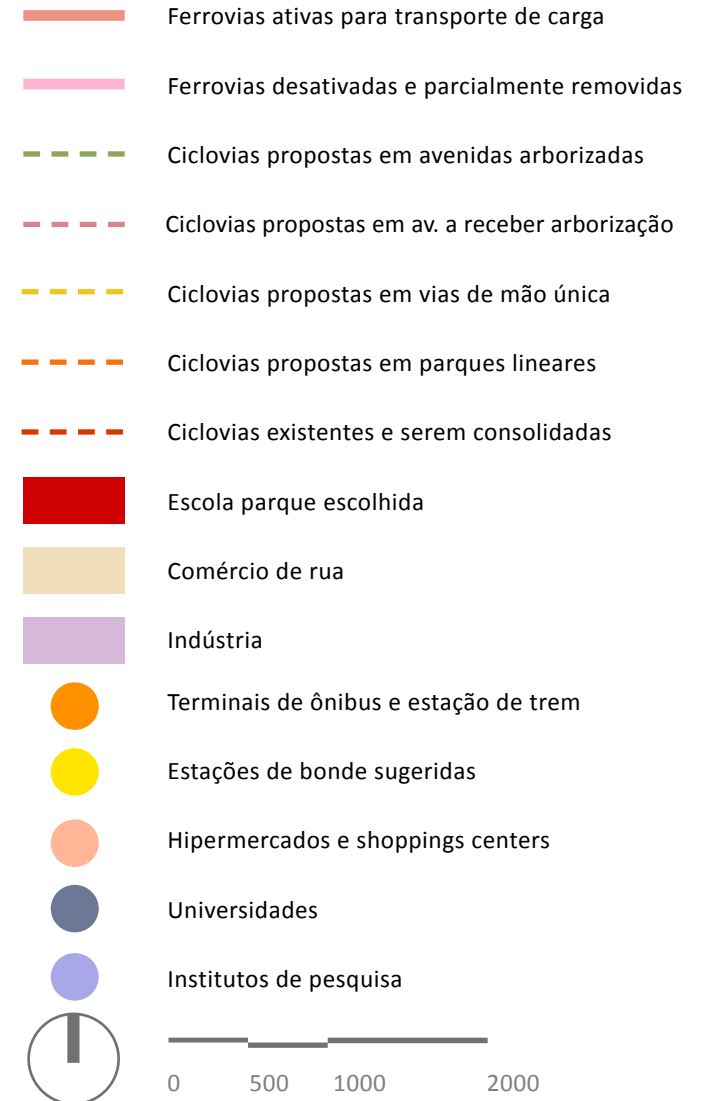 Ferrovias ativas para transporte de carga
Ferrovias desativadas e parcialmente removidas
Ciclovias propostas em avenidas arborizadas
Ciclovias propostas em av. a receber arborização
Ciclovias propostas em vias de mão única
Ciclovias propostas em parques lineares
Ciclovias existentes e serem consolidadas
Escola parque escolhida
Comércio de rua
Indústria
Terminais de ônibus e estação de trem
Estações de bonde sugeridas
Hipermercados e shoppings centers
Universidades
Institutos de pesquisa
0 500 1000 2000